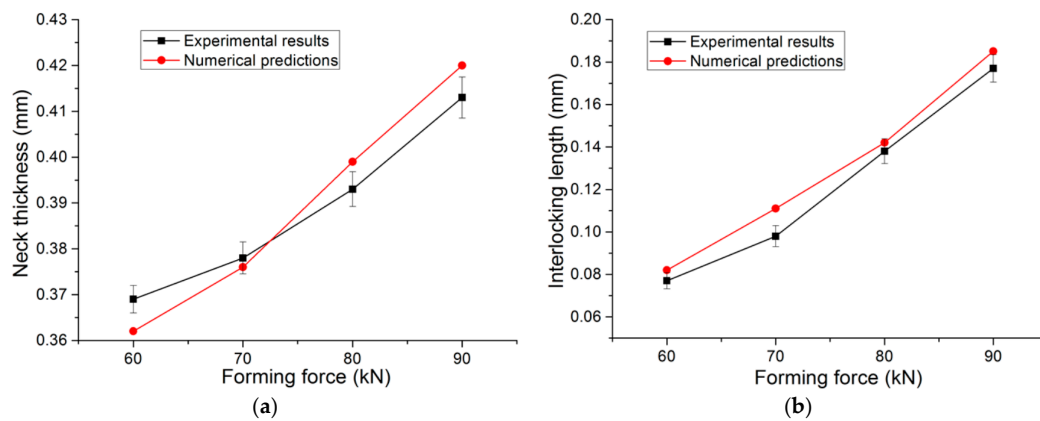 0.43
0.42
0.41
0.40
0.39
0.38
0.37
0.36
Neck thickness (mm)
Experimental results
Numerical predictions
60 70 80 90
Forming force (kN)
(a)
0.20
0.18
0.16
0.14
0.12
0.10
0.08
0.06
Interlocking length (mm)
Experimental results
Numerical predictions
60 70 80 90
Forming force (kN)
(b)